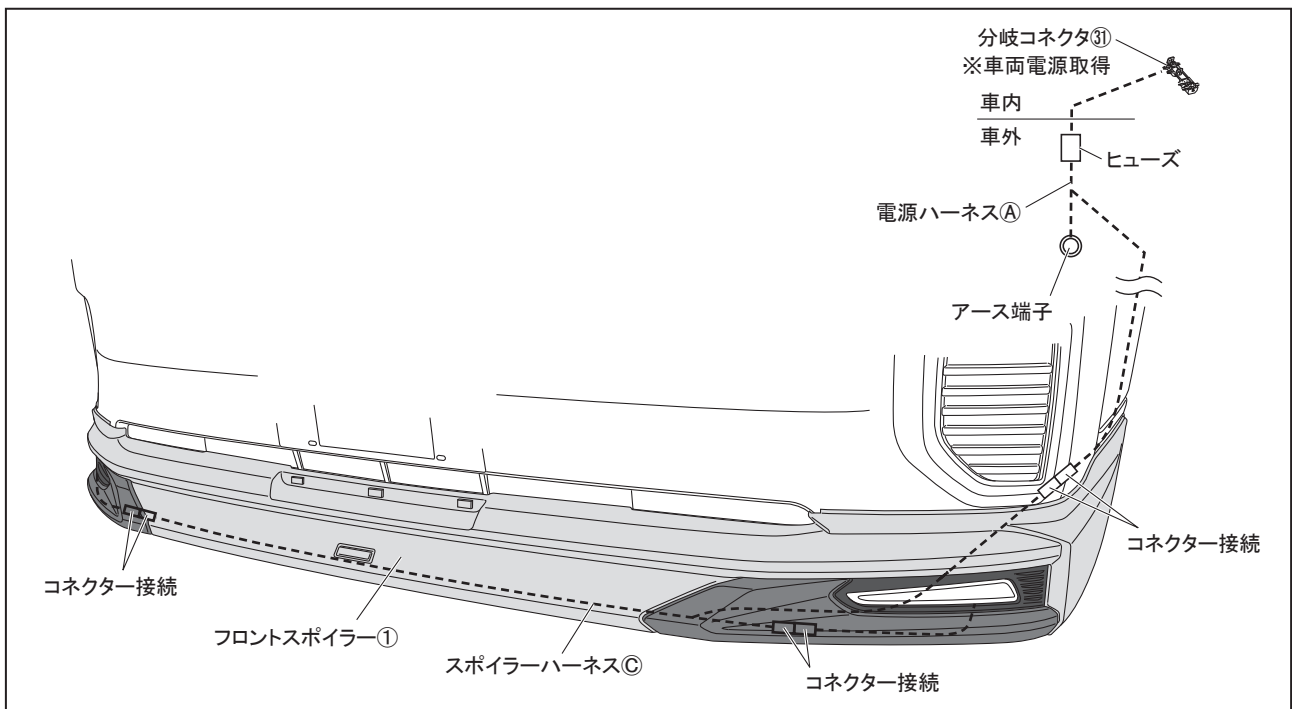 分岐コネクタ㉛
※車両電源取得
車内
車外
ヒューズ
電源ハーネスⒶ
アース端子
コネクター接続
コネクター接続
フロントスポイラー①
スポイラーハーネスⒸ
コネクター接続